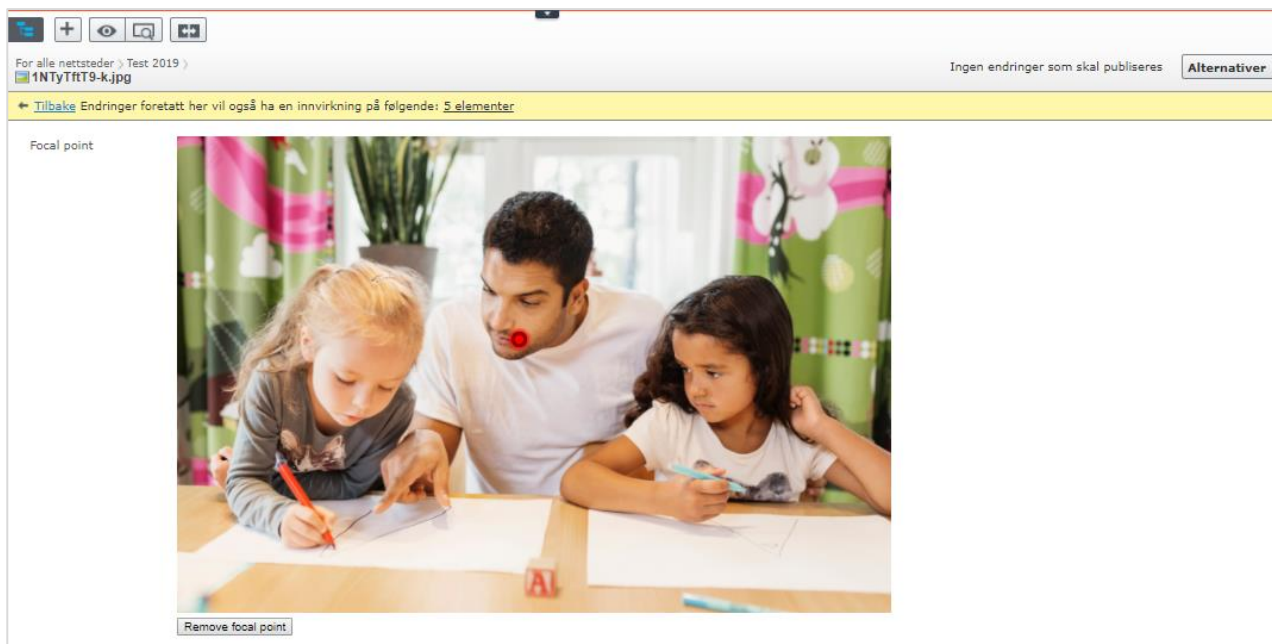 For alle nettsteder > Test 2019 >
1NTyTftT9-k.jpg
Ingen endringer som skal publiseres
Alternativer
Tilbake Endringer foretatt her vil også ha en innvirkning på følgende: 5 elementer
Focal point
A
Remove focal point